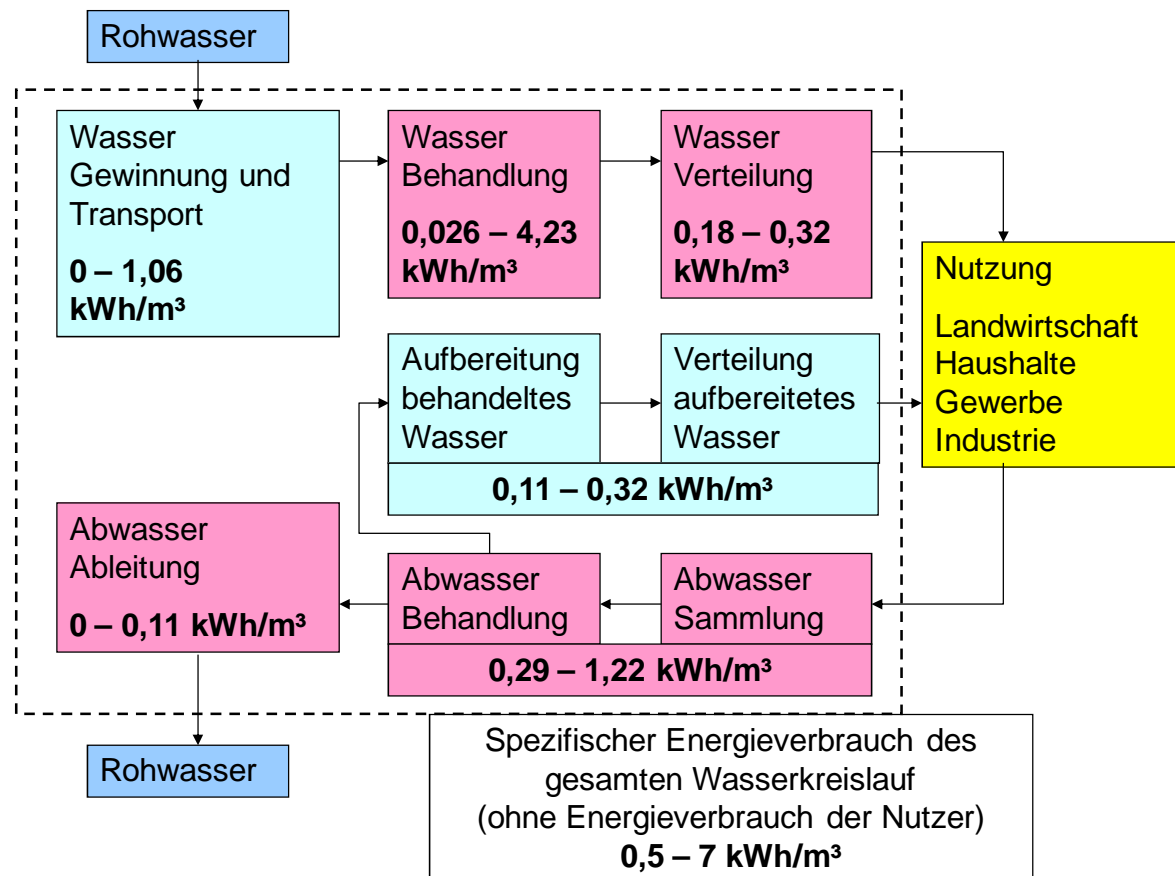 Rohwasser
Wasser
Gewinnung und
Transport
0 – 1,06
kWh/m³
Wasser
Behandlung
0,026 – 4,23
kWh/m³
Wasser
Verteilung
0,18 – 0,32
kWh/m³
Nutzung
Landwirtschaft
Haushalte
Gewerbe
Industrie
Aufbereitung
behandeltes
Wasser
Verteilung
aufbereitetes
Wasser
0,11 – 0,32 kWh/m³
Abwasser
Ableitung
0 – 0,11 kWh/m³
Abwasser
Behandlung
Abwasser
Sammlung
0,29 – 1,22 kWh/m³
Rohwasser
Spezifischer Energieverbrauch des
gesamten Wasserkreislauf
(ohne Energieverbrauch der Nutzer)
0,5 – 7 kWh/m³